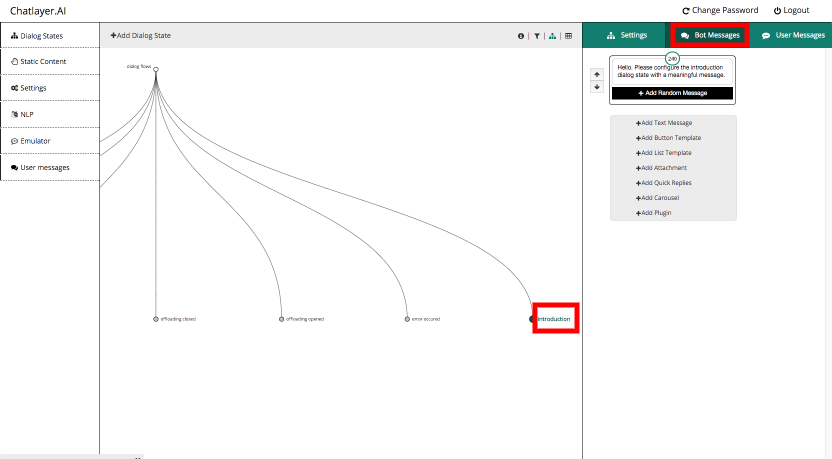 Chatlayer.AI
Change Password
Logout
Dialog States
Static Content
Settings
NLP
Emulator
User messages
+Add Dialog State
dialog flows
offloading closed
offloading opened
error occured
introduction
Settings
Bot Messages
User Messages
240
Hello. Please configure the introduction
dialog state with a meaningful message.
+ Add Random Message
+Add Text Message
+Add Button Template
+Add List Template
+Add Attachment
+Add Quick Replies
+Add Carousel
+Add Plugin